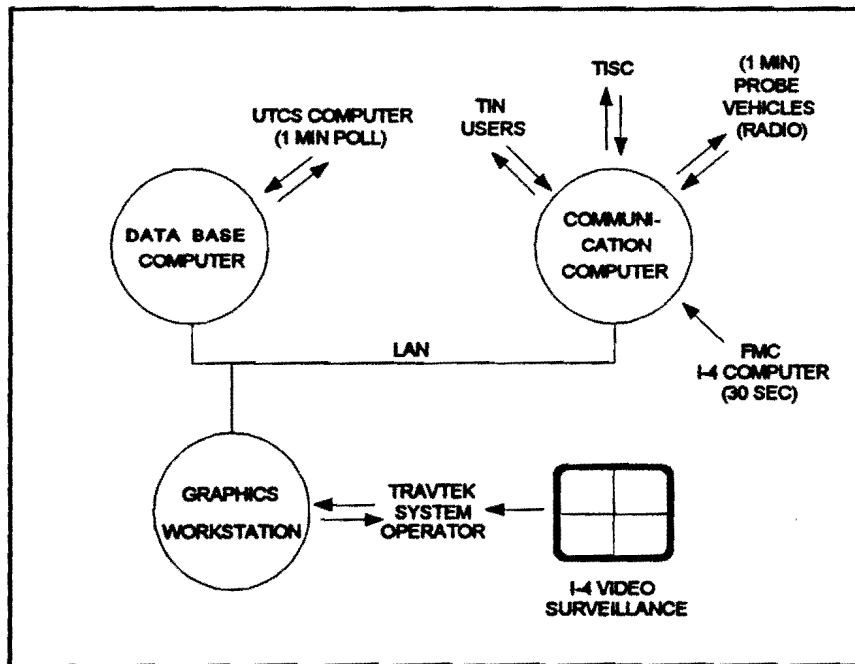 UTCS COMPUTER
(1 MIN POLL)
TIN
USERS
TISC
(1 MIN)
PROBE
VEHICLES
(RADIO)
DATA BASE
COMPUTER
COMMUNI-
CATION
COMPUTER
LAN
FMC
I-4 COMPUTER
(30 SEC)
GRAPHICS
WORKSTATION
TRAVTEK
SYSTEM
OPERATOR
I-4 VIDEO
SURVEILLANCE